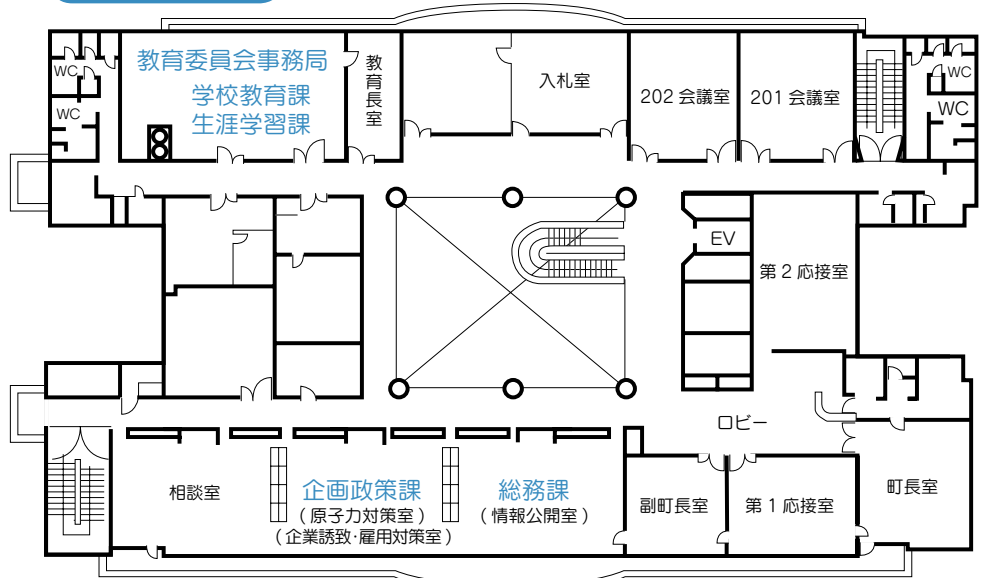 教育委員会事務局
学校教育課
生涯学習課
教育長室
入札室
202 会議室
201 会議室
WC
WC
WC
WC
EV
第２応接室
ロビー
相談室
企画政策課
（原子力対策室）
（企業誘致・雇用対策室）
総務課
（情報公開室）
副町長室
第１応接室
町長室